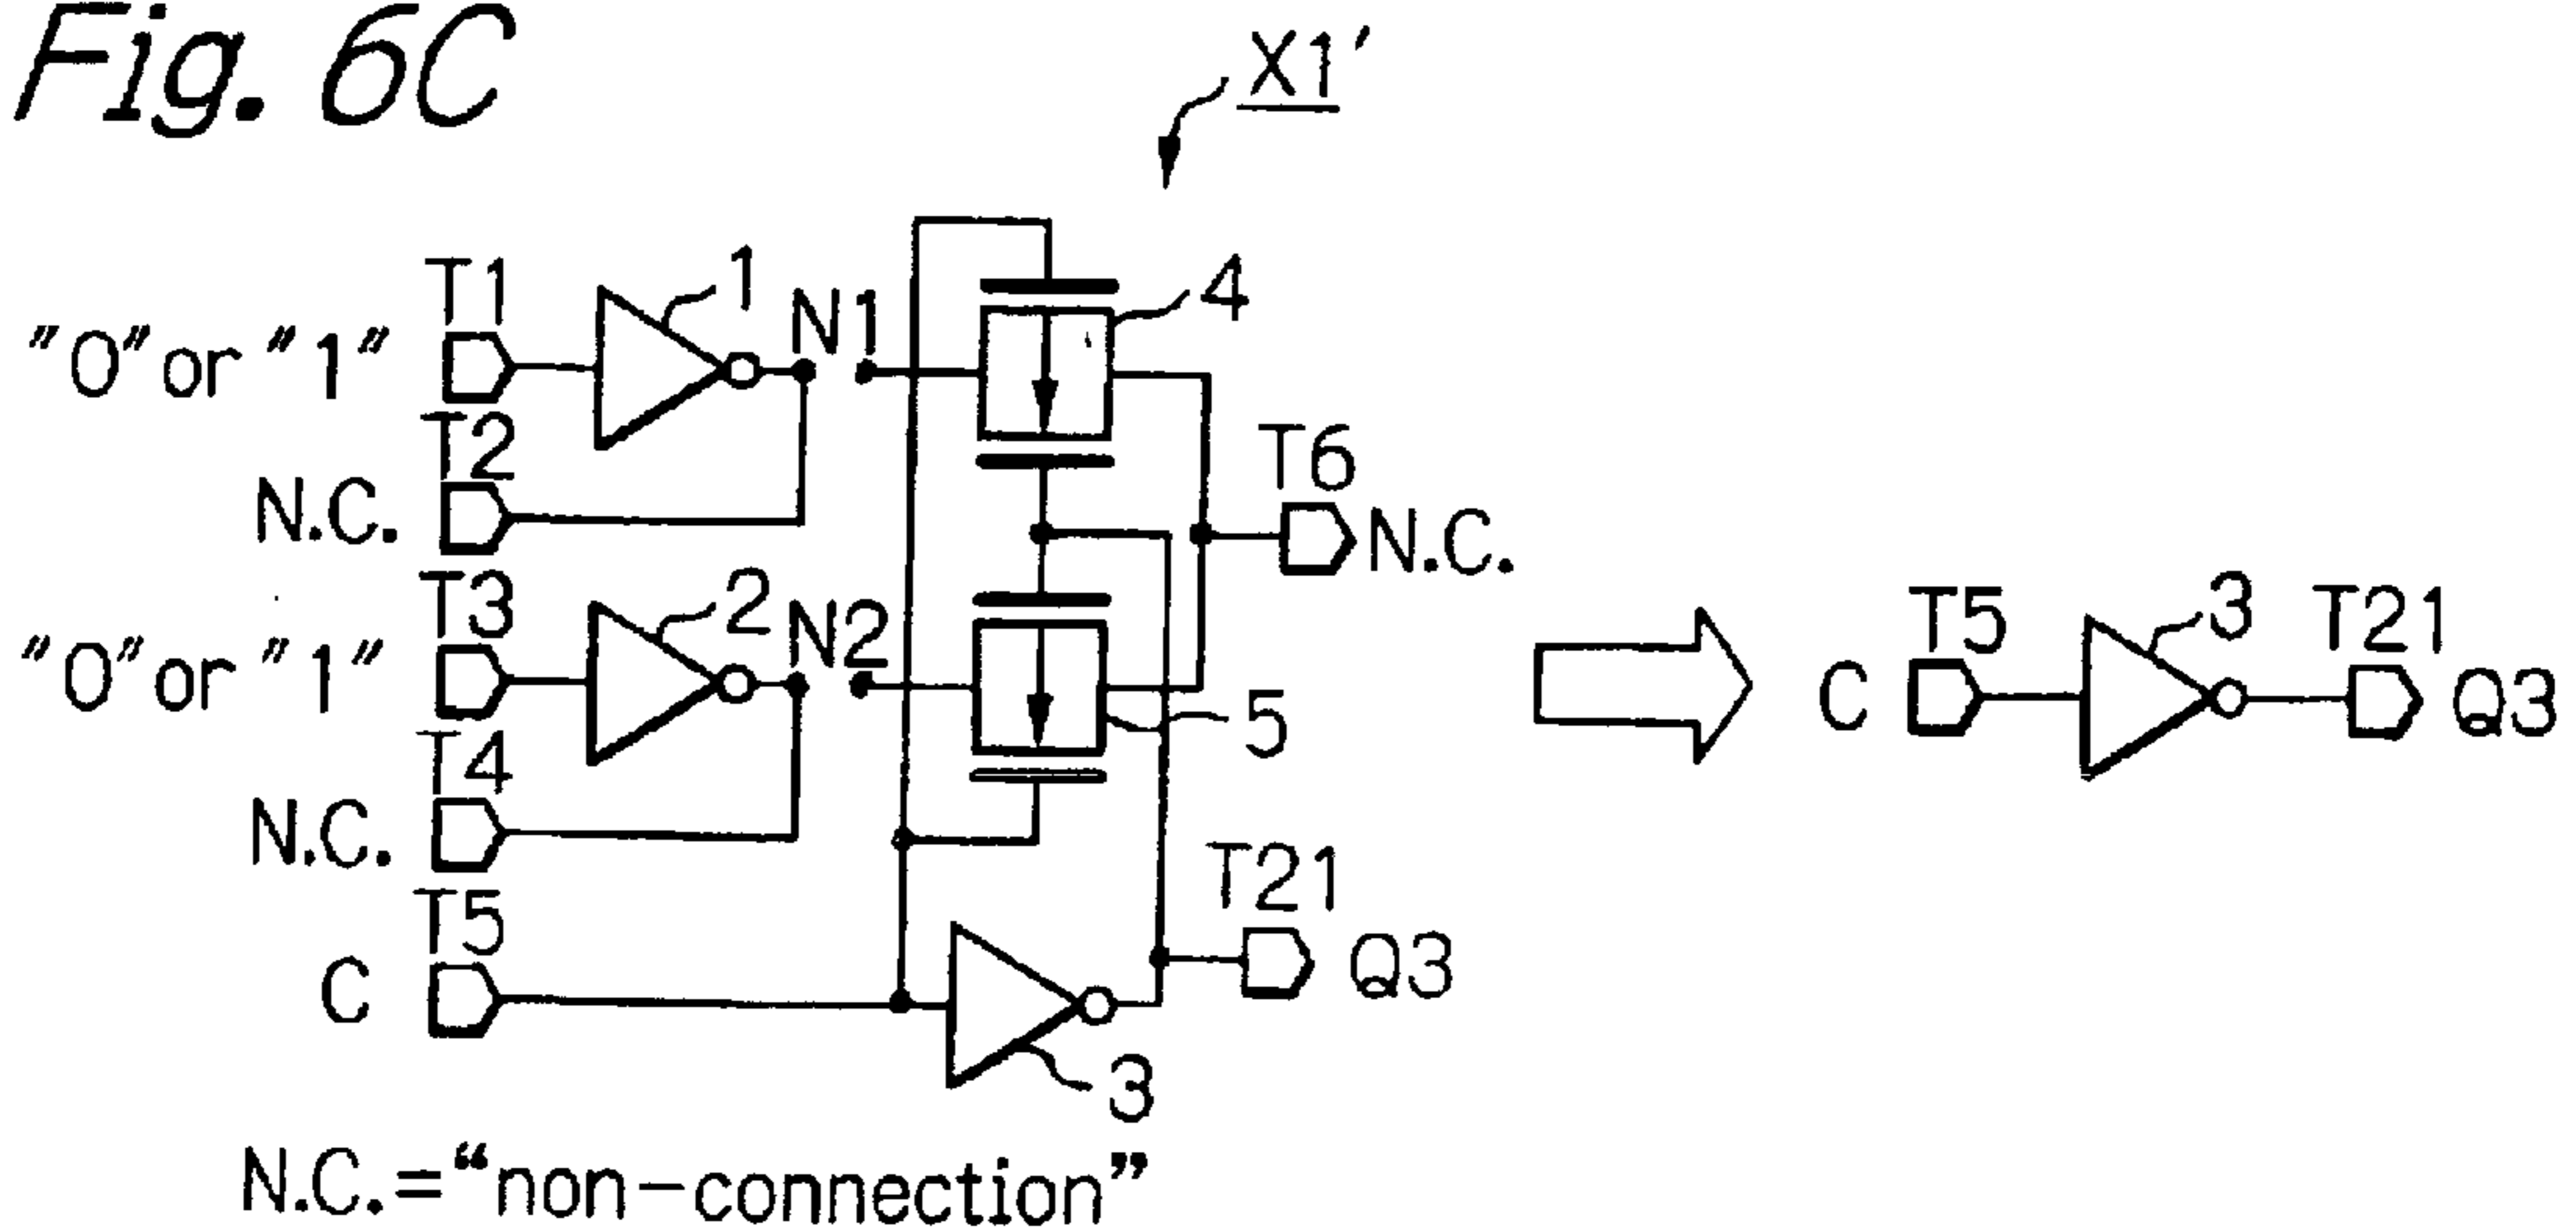 Fig. 6C
X1'
T1
1
N1
4
"0" or "1"
T2
N.C.
T6
N.C.
T3
2
N2
"0" or "1"
5
T4
N.C.
T5
C
T21
Q3
3
T5
3
T21
C
Q3
N.C.="non-connection"